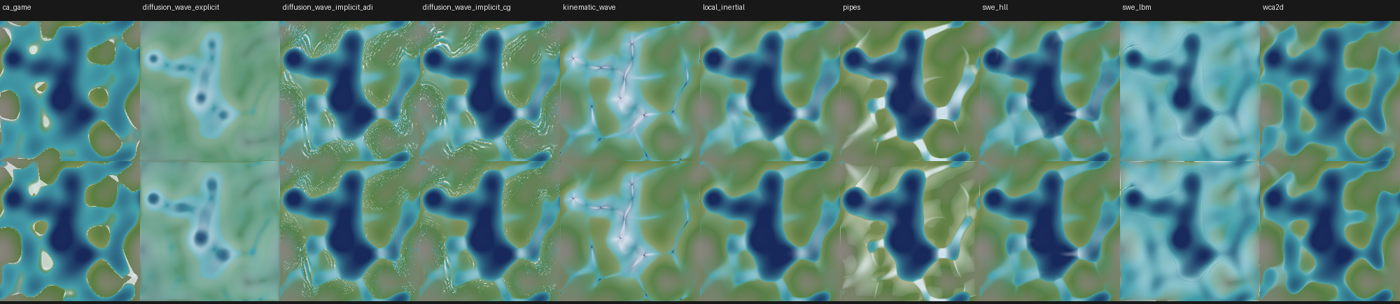 ca_game
diffusion_wave_explicit
diffusion_wave_implicit_adi
diffusion_wave_implicit_cg
kinematic_wave
local_inertial
pipes
swe_hll
swe_lbm
wca2d